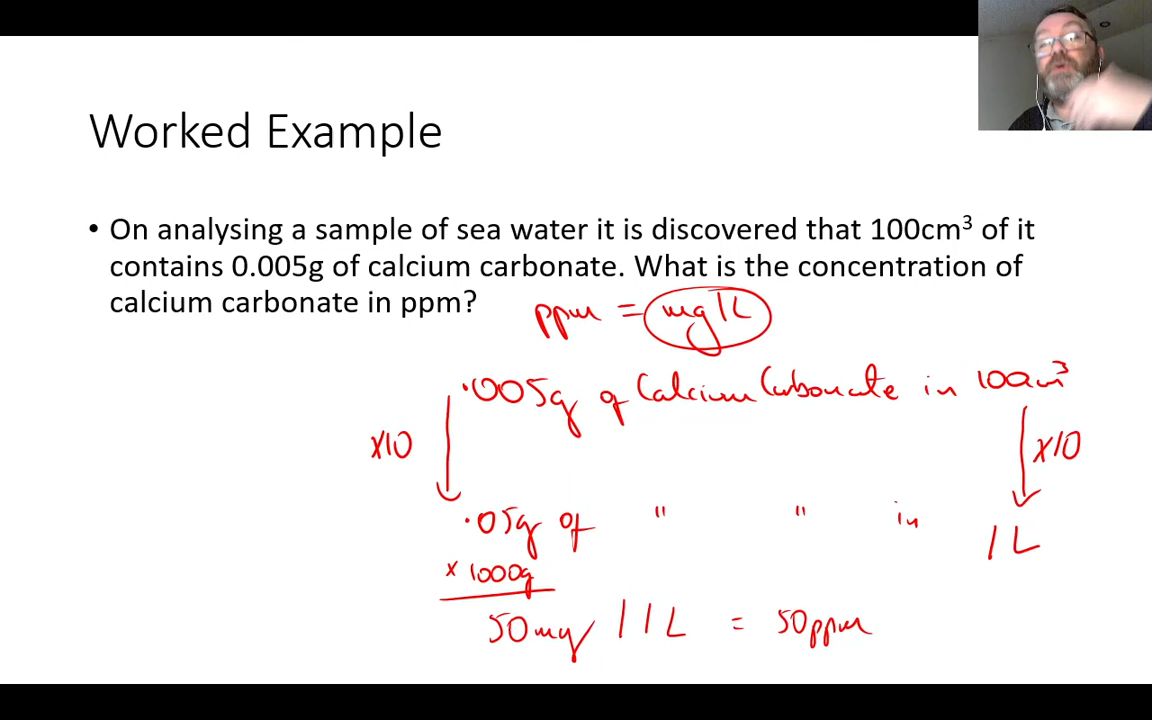 Worked Example
• On analysing a sample of sea water it is discovered that 100cm³ of it
contains 0.005g of calcium carbonate. What is the concentration of
calcium carbonate in ppm?
ppm = mg/L
.005g of Calcium Carbonate in 100cm³
x10 x10
.05g of " " in 1L
x 1000g
50mg / 1L = 50ppm